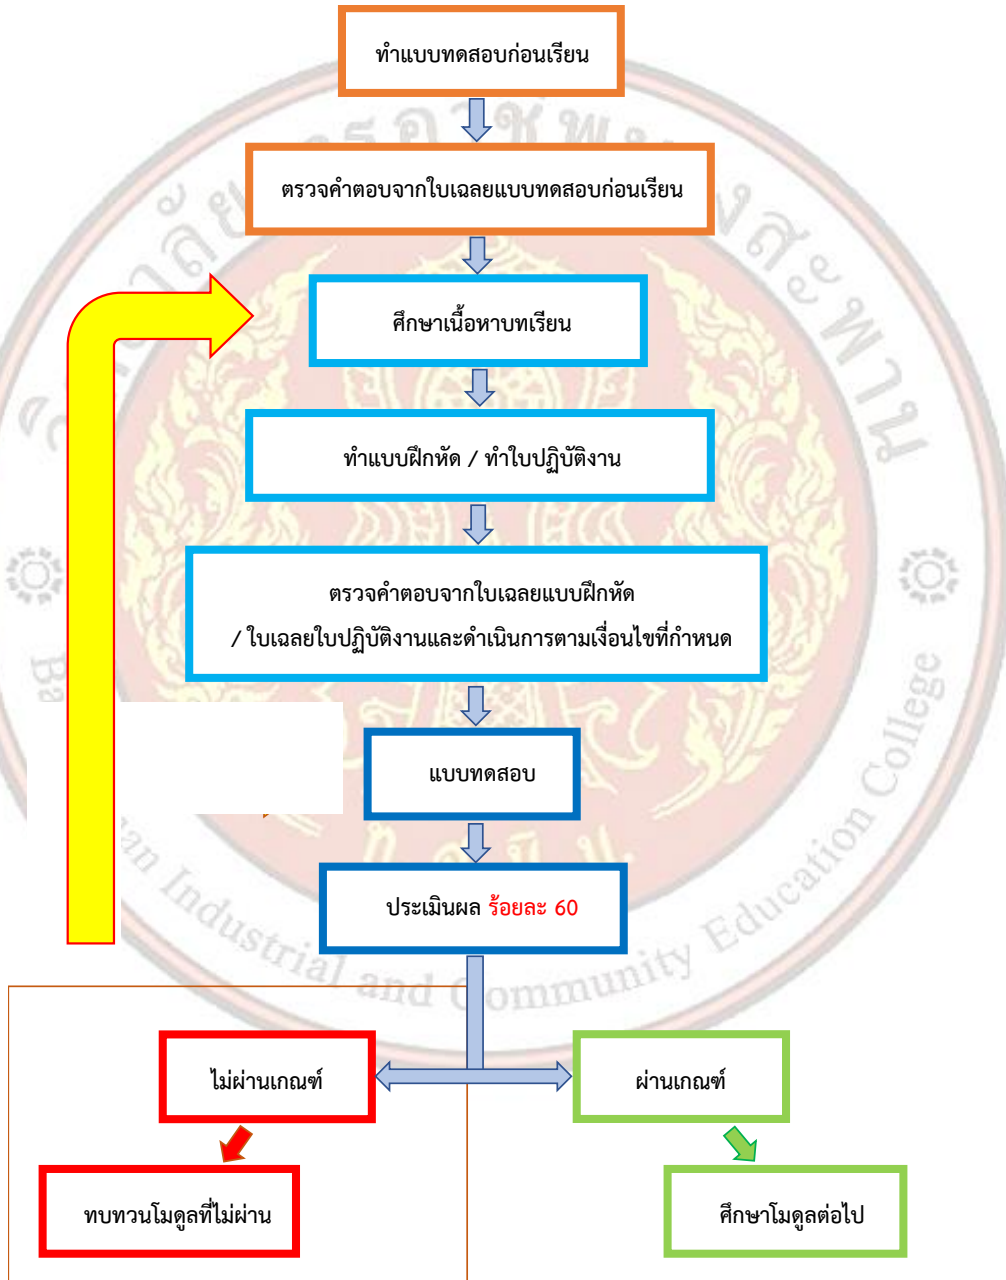 ทำแบบทดสอบก่อนเรียน
ตรวจคำตอบจากใบเฉลยแบบทดสอบก่อนเรียน
ศึกษาเนื้อหาบทเรียน
ทำแบบฝึกหัด / ทำใบปฏิบัติงาน
ตรวจคำตอบจากใบเฉลยแบบฝึกหัด
/ ใบเฉลยใบปฏิบัติงานและดำเนินการตามเงื่อนไขที่กำหนด
แบบทดสอบ
ประเมินผล ร้อยละ 60
ไม่ผ่านเกณฑ์
ผ่านเกณฑ์
ทบทวนโมดูลที่ไม่ผ่าน
ศึกษาโมดูลต่อไป
Industrial and Community Education College